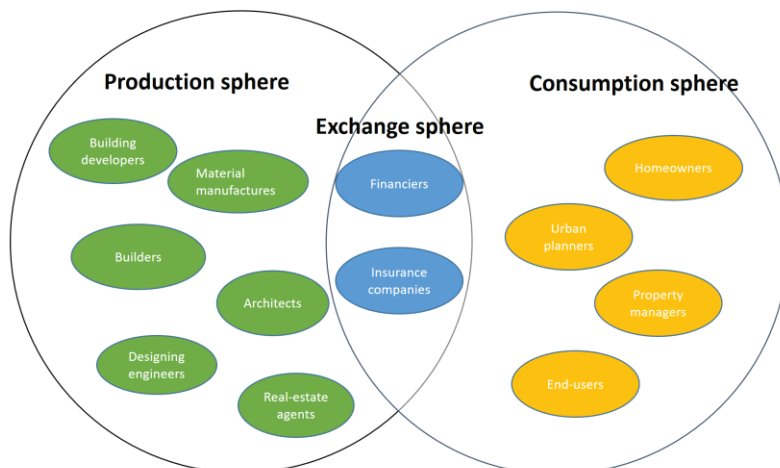 Production sphere
Consumption sphere
Exchange sphere
Building
developers
Material
manufactures
Financiers
Homeowners
Urban
planners
Builders
Insurance
companies
Architects
Property
managers
Designing
engineers
End-users
Real-estate
agents